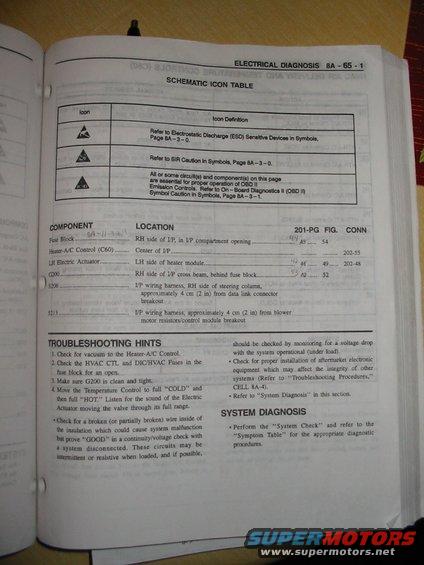 ELECTRICAL DIAGNOSIS 8A - 65 - 1
SCHEMATIC ICON TABLE
Icon Icon Definition
Refer to Electrostatic Discharge (ESD) Sensitive Devices in Symbols,
Page 8A – 3 – 0.
Refer to SIR Caution in Symbols, Page 8A – 3 – 0.
All or some circuit(s) and component(s) on this page
are essential for proper operation of OBD II
Emission Controls. Refer to On – Board Diagnostics II (OBD II)
Symbol Caution in Symbols, Page 8A – 3 – 1.
COMPONENT LOCATION 201-PG FIG. CONN
Fuse Block RH side of I/P, in I/P compartment opening 54
Heater-A/C Control (C60) Center of I/P 202-55
LH Electric Actuator LH side of heater module 49 202-48
G200 RH side of I/P cross beam, behind fuse block 52
S208 I/P wiring harness, RH side of steering column,
approximately 4 cm (2 in) from data link connector
breakout
S213 I/P wiring harness, approximately 4 cm (2 in) from blower
motor resistors/control module breakout
TROUBLESHOOTING HINTS
1. Check for vacuum to the Heater-A/C Control.
2. Check the HVAC CTL and DIC/HVAC Fuses in the
fuse block for an open.
3. Make sure G200 is clean and tight.
4. Move the Temperature Control to full "COLD" and
then full "HOT." Listen for the sound of the Electric
Actuator moving the valve through its full range.
• Check for a broken (or partially broken) wire inside of
the insulation which could cause system malfunction
but prove "GOOD" in a continuity/voltage check with
a system disconnected. These circuits may be
intermittent or resistive when loaded, and if possible,
should be checked by monitoring for a voltage drop
with the system operational (under load).
• Check for proper installation of aftermarket electronic
equipment which may affect the integrity of other
systems (Refer to "Troubleshooting Procedures,"
CELL 8A-4).
• Refer to "System Diagnosis" in this section.
SYSTEM DIAGNOSIS
• Perform the "System Check" and refer to the
"Symptom Table" for the appropriate diagnostic
procedures.
SUPERMOTORS
www.supermotors.net